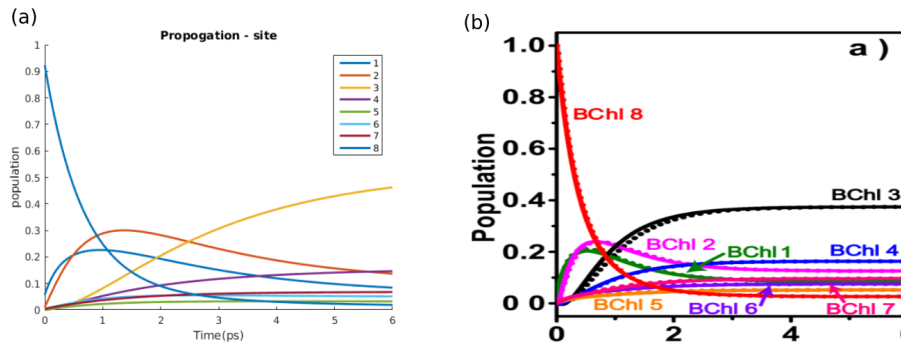 (a)
Propogation - site
population
1
0.9
0.8
0.7
0.6
0.5
0.4
0.3
0.2
0.1
0
0
1
2
3
4
5
6
Time(ps)
1
2
3
4
5
6
7
8
(b)
a )
Population
1.0
0.8
0.6
0.4
0.2
0.0
0
2
4
6
BChl 8
BChl 3
BChl 2
BChl 1
BChl 4
BChl 5
BChl 6
BChl 7